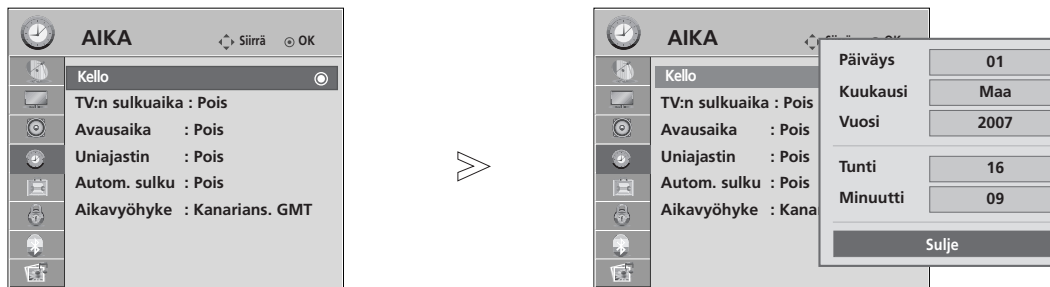 AIKA Siirrä OK
Kello
TV:n sulkuaika : Pois
Avausaika : Pois
Uniajastin : Pois
Autom. sulku : Pois
Aikavyöhyke : Kanarians. GMT
AIKA
Kello
TV:n sulkuaika : Pois
Avausaika : Pois
Uniajastin : Pois
Autom. sulku : Pois
Aikavyöhyke : Kana
Päiväys 01
Kuukausi Maa
Vuosi 2007
Tunti 16
Minuutti 09
Sulje